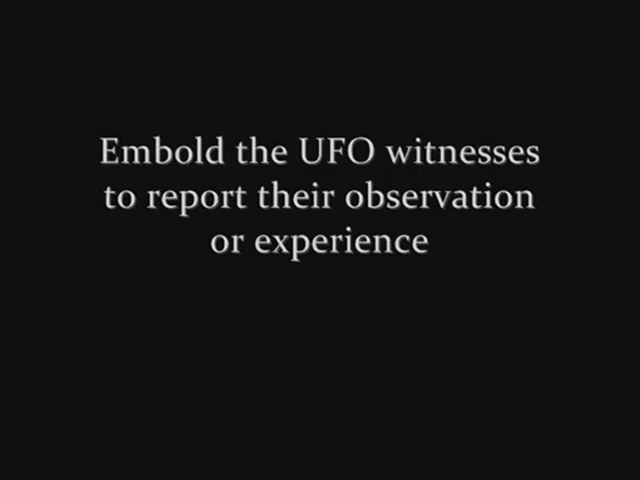 Embold the UFO witnesses
to report their observation
or experience